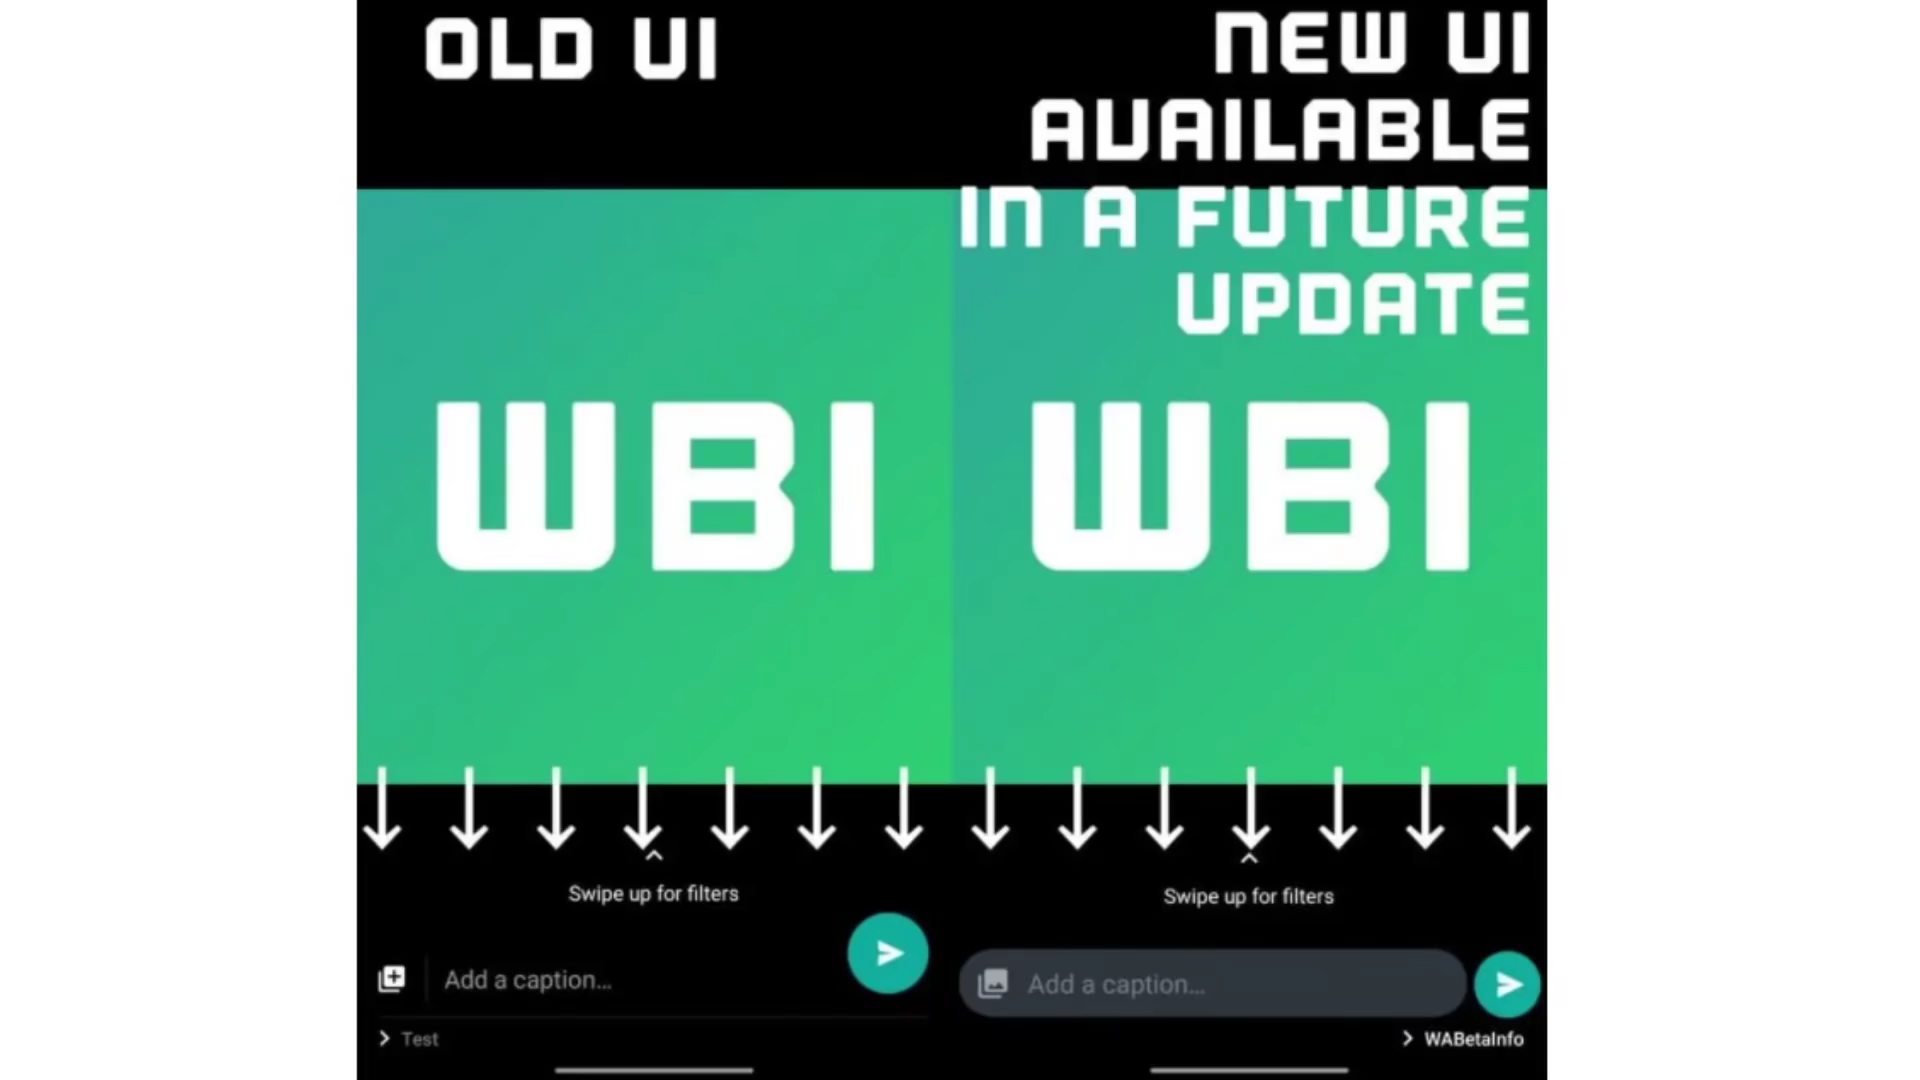 OLD UI
NEW UI
AVAILABLE
IN A FUTURE
UPDATE
WBI
WBI
Swipe up for filters
Swipe up for filters
Add a caption...
Add a caption...
Test
WABetaInfo